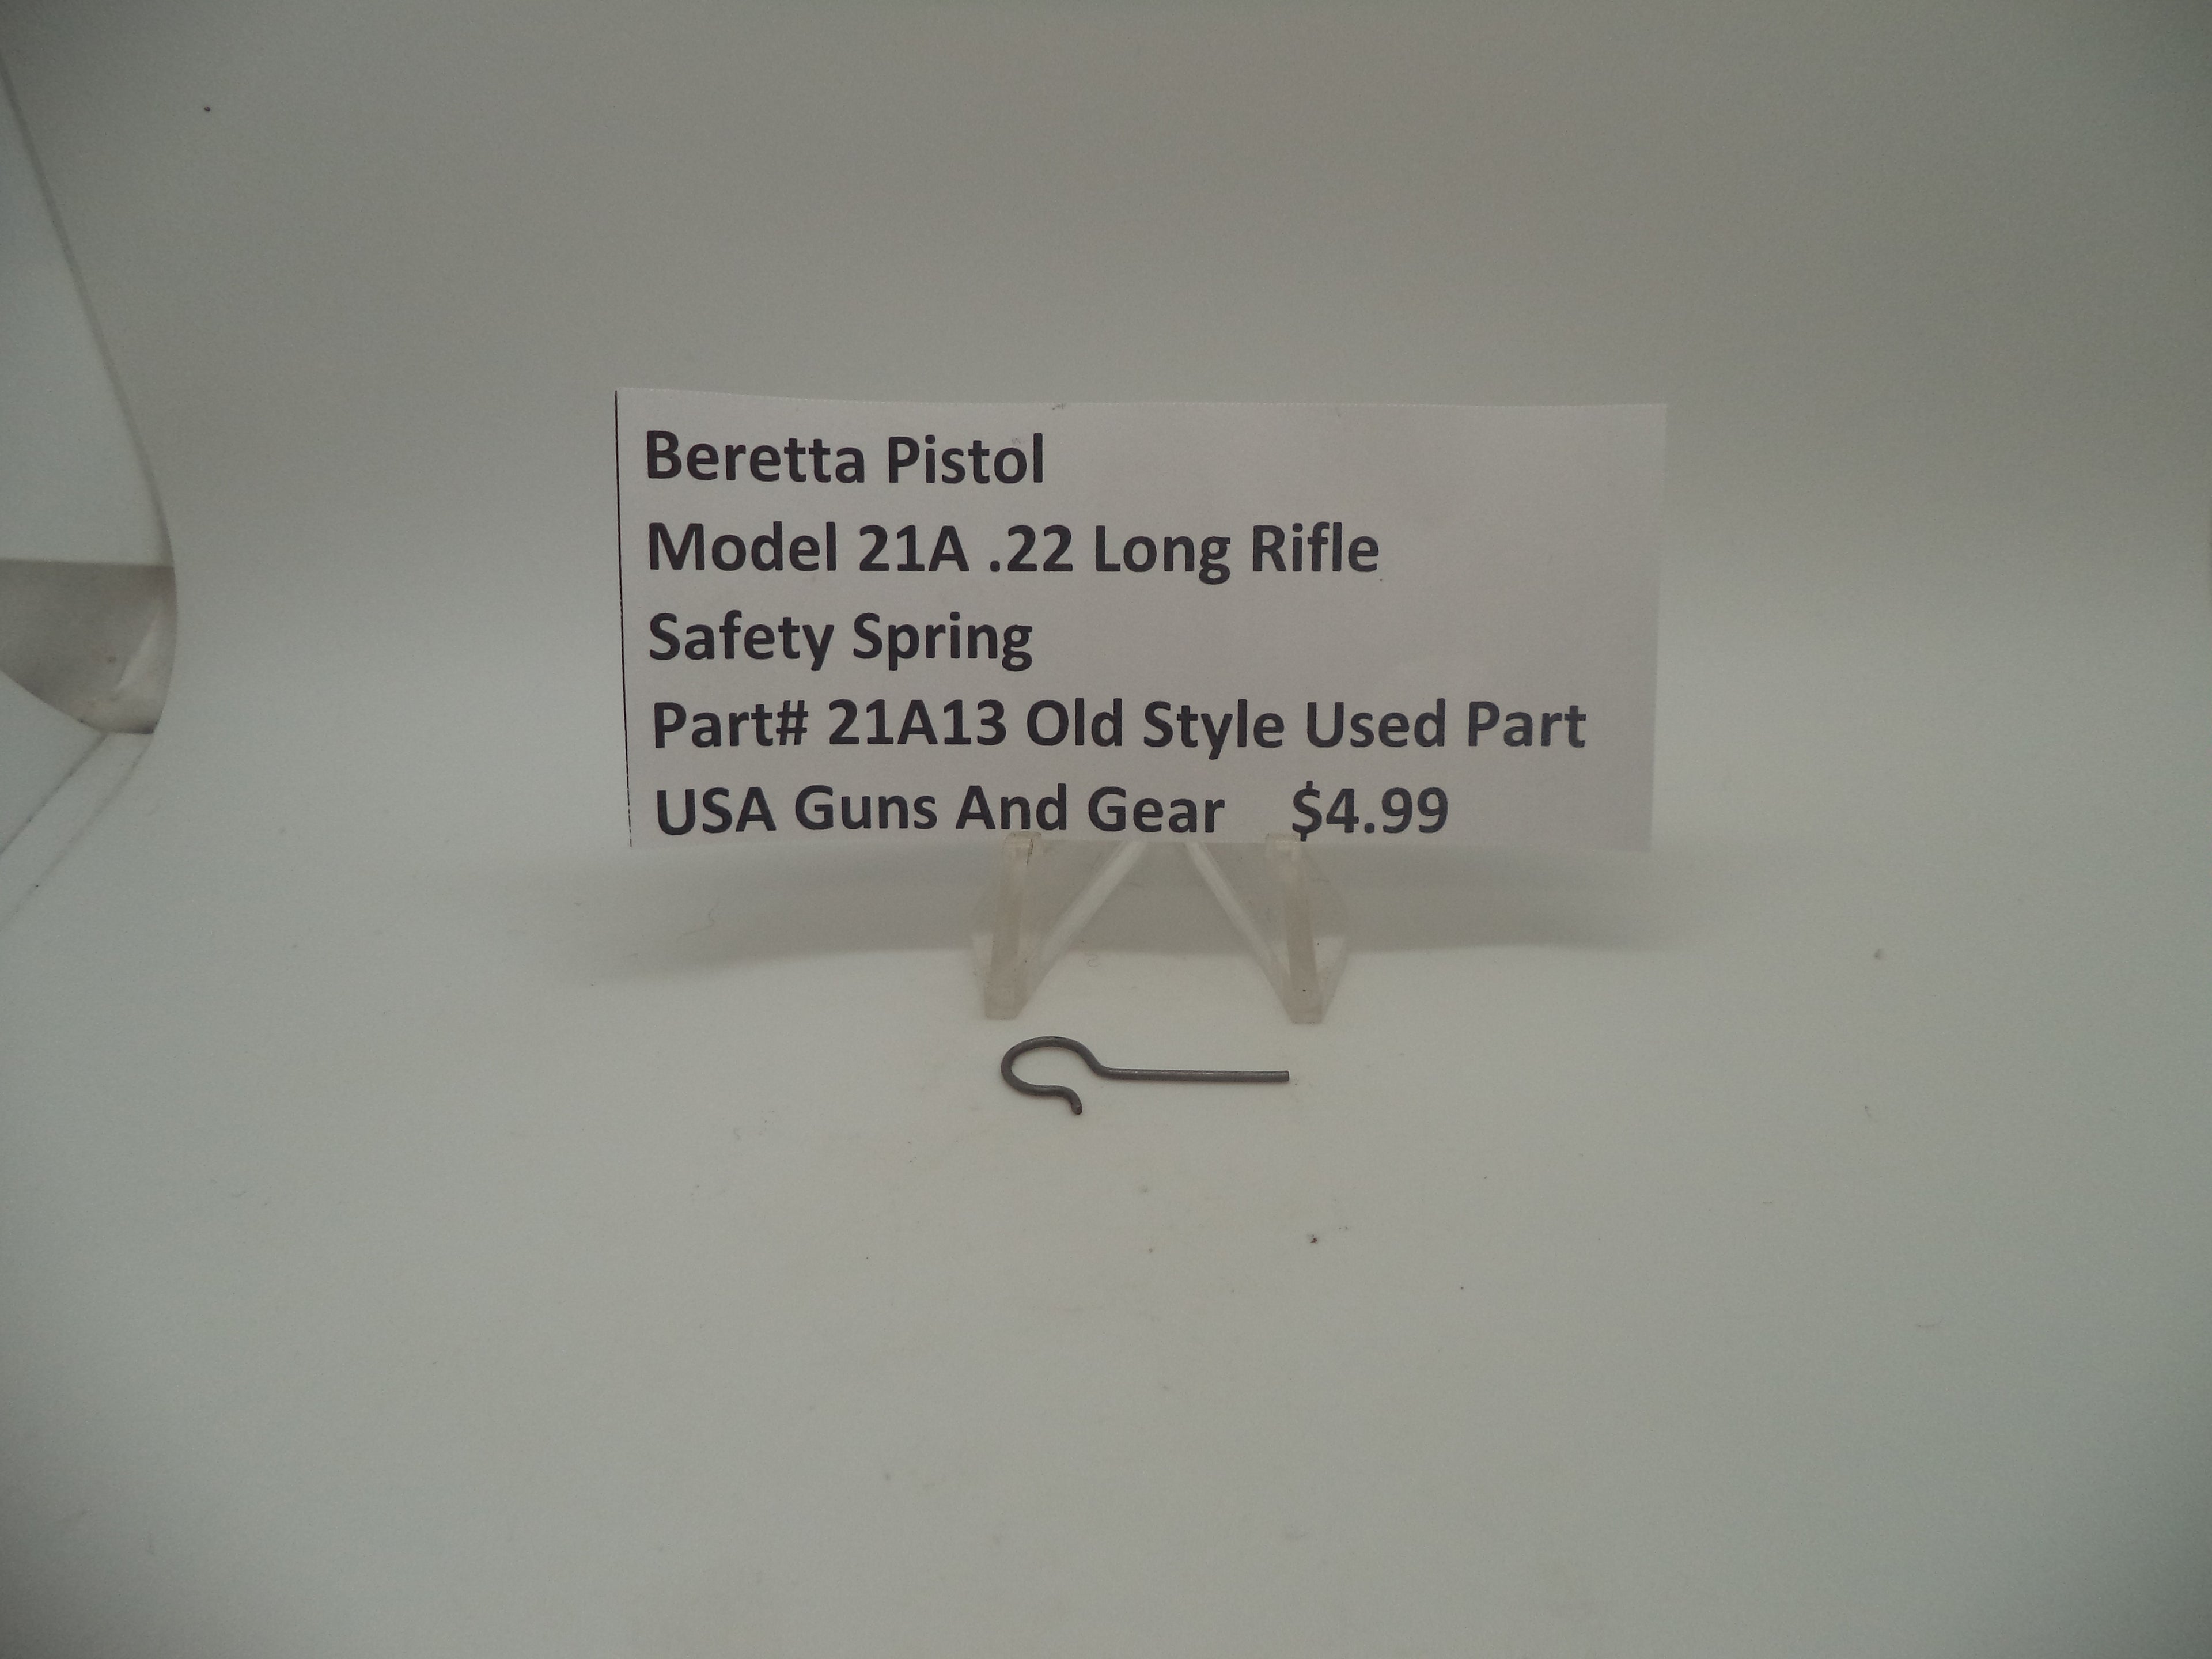 Beretta Pistol
Model 21A .22 Long Rifle
Safety Spring
Part# 21A13 Old Style Used Part
USA Guns And Gear $4.99